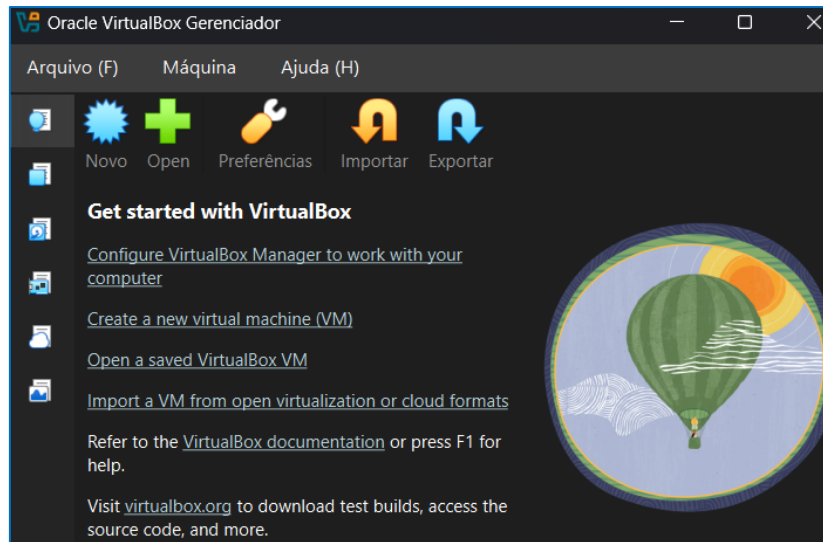 Oracle VirtualBox Gerenciador
Arquivo (F) Máquina Ajuda (H)
Novo Open Preferências Importar Exportar
Get started with VirtualBox
Configure VirtualBox Manager to work with your
computer
Create a new virtual machine (VM)
Open a saved VirtualBox VM
Import a VM from open virtualization or cloud formats
Refer to the VirtualBox documentation or press F1 for
help.
Visit virtualbox.org to download test builds, access the
source code, and more.